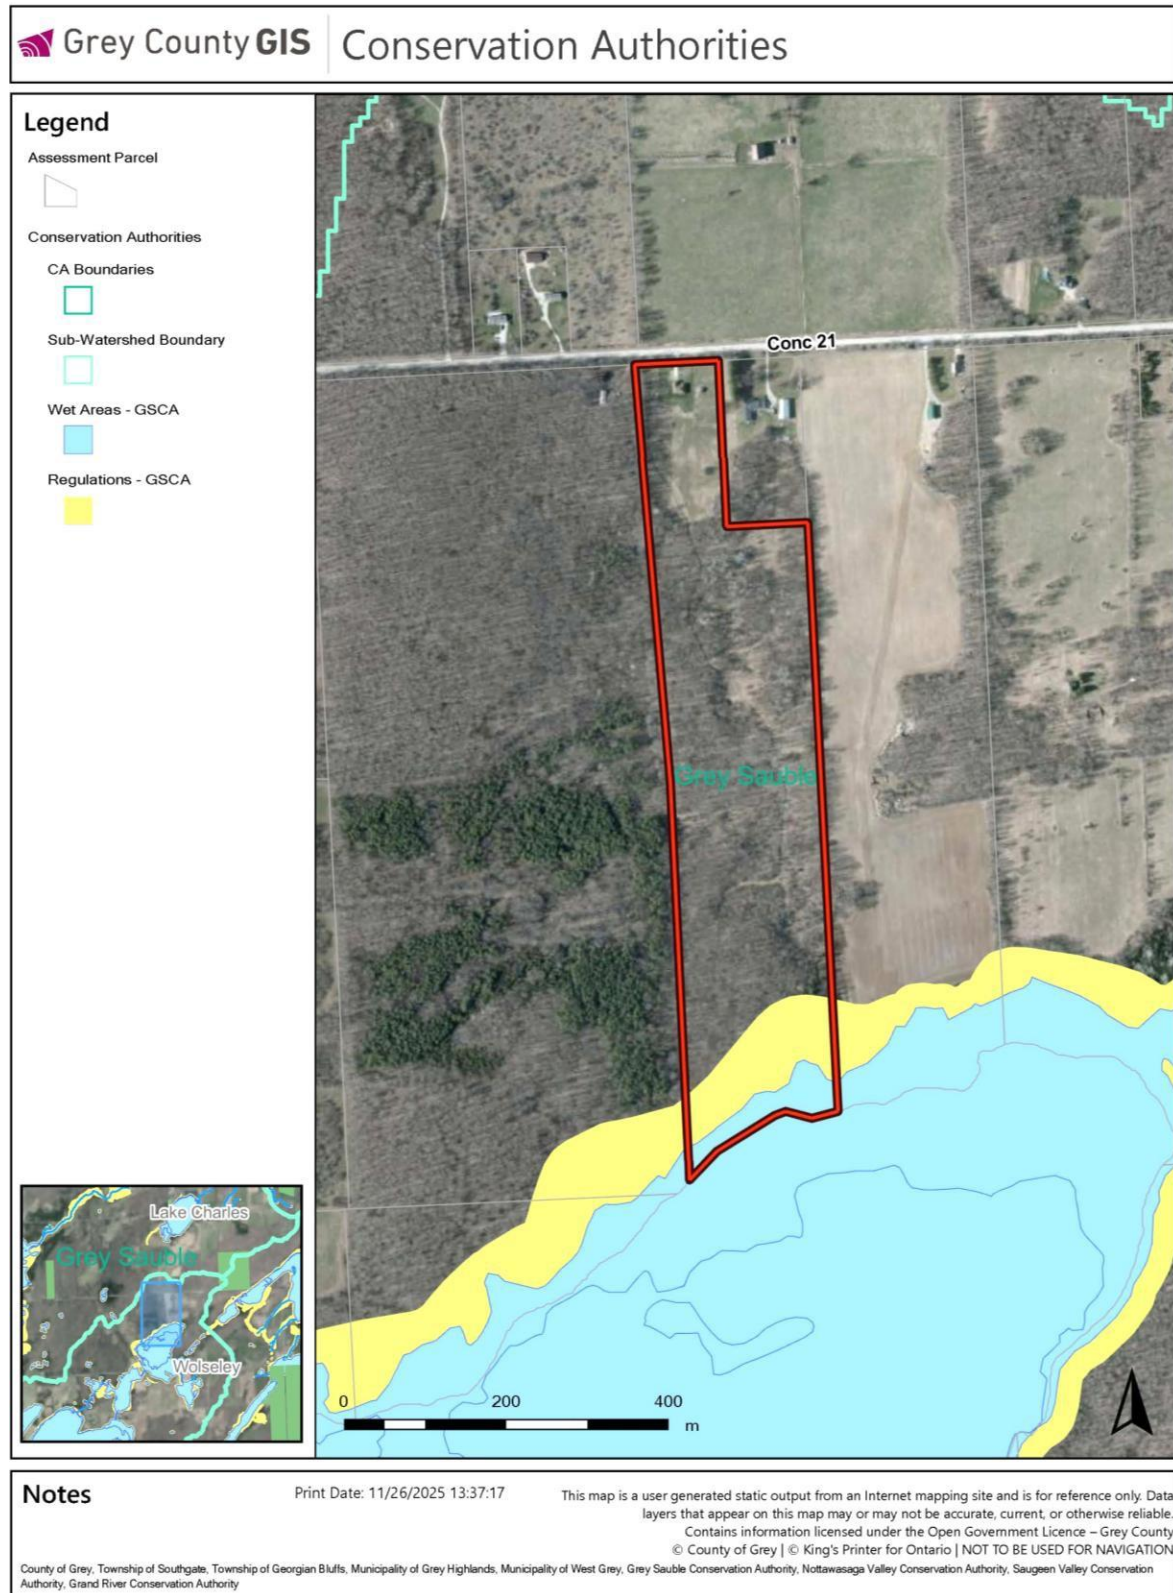 Grey County GIS
Conservation Authorities
Legend
Assessment Parcel
Conservation Authorities
CA Boundaries
Sub-Watershed Boundary
Wet Areas - GSCA
Regulations - GSCA
Conc 21
Grey Sauble
Lake Charles
Grey Sauble
Wolseley
0 200 400
m
Notes
Print Date: 11/26/2025 13:37:17
This map is a user generated static output from an Internet mapping site and is for reference only. Data
layers that appear on this map may or may not be accurate, current, or otherwise reliable.
Contains information licensed under the Open Government Licence – Grey County
© County of Grey | © King's Printer for Ontario | NOT TO BE USED FOR NAVIGATION
County of Grey, Township of Southgate, Township of Georgian Bluffs, Municipality of Grey Highlands, Municipality of West Grey, Grey Sauble Conservation Authority, Nottawasaga Valley Conservation Authority, Saugeen Valley Conservation
Authority, Grand River Conservation Authority